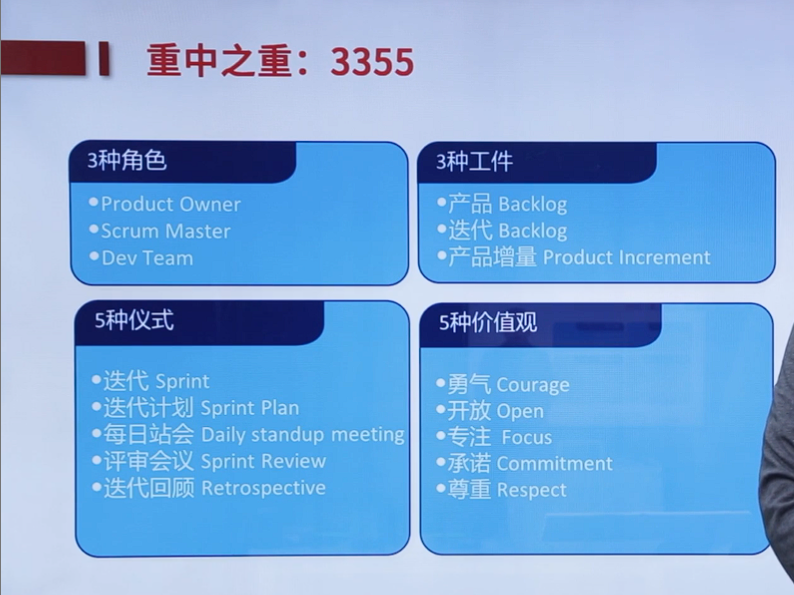 重中之重：3355
3种角色
•Product Owner
•Scrum Master
•Dev Team
3种工件
•产品 Backlog
•迭代 Backlog
•产品增量 Product Increment
5种仪式
•迭代 Sprint
•迭代计划 Sprint Plan
•每日站会 Daily standup meeting
•评审会议 Sprint Review
•迭代回顾 Retrospective
5种价值观
•勇气 Courage
•开放 Open
•专注 Focus
•承诺 Commitment
•尊重 Respect